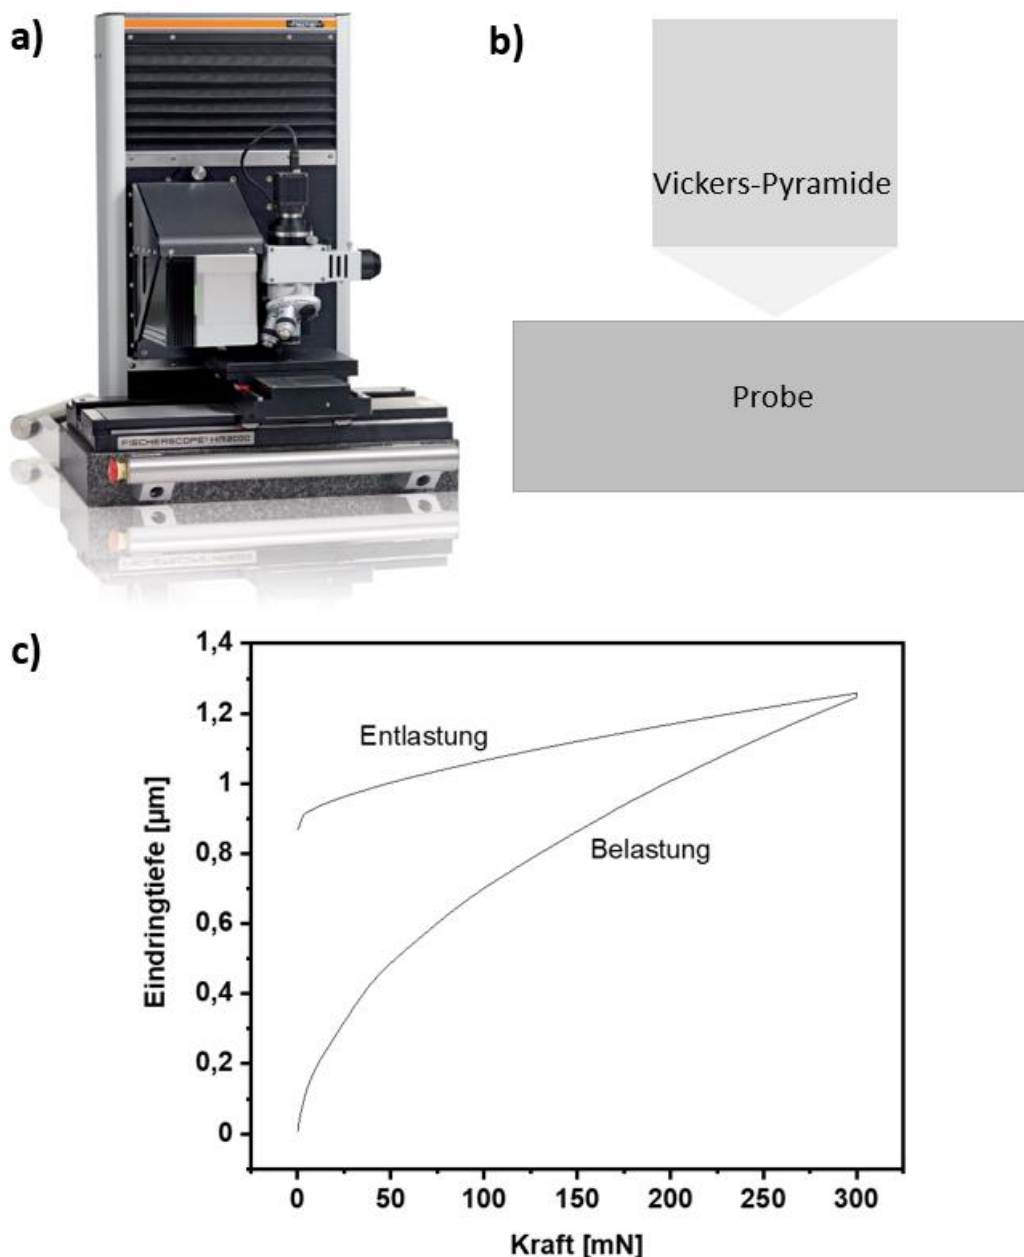 a)
fischer
FISCHERSCOPE® HM2000
b)
Vickers-Pyramide
Probe
c)
1,4
1,2
1
0,8
0,6
0,4
0,2
0
Eindringtiefe [µm]
Entlastung
Belastung
0 50 100 150 200 250 300
Kraft [mN]